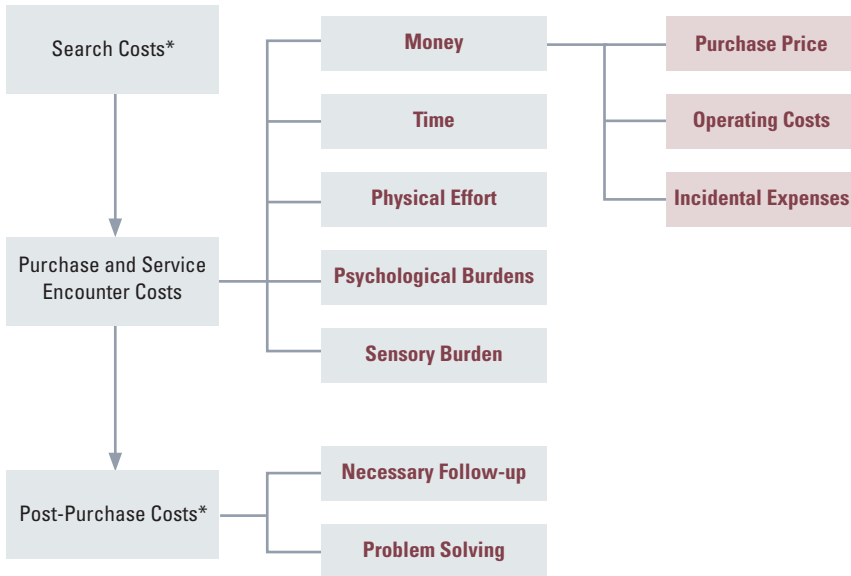 Search Costs*
Money
Purchase Price
Time
Operating Costs
Physical Effort
Incidental Expenses
Purchase and Service
Encounter Costs
Psychological Burdens
Sensory Burden
Necessary Follow-up
Post-Purchase Costs*
Problem Solving